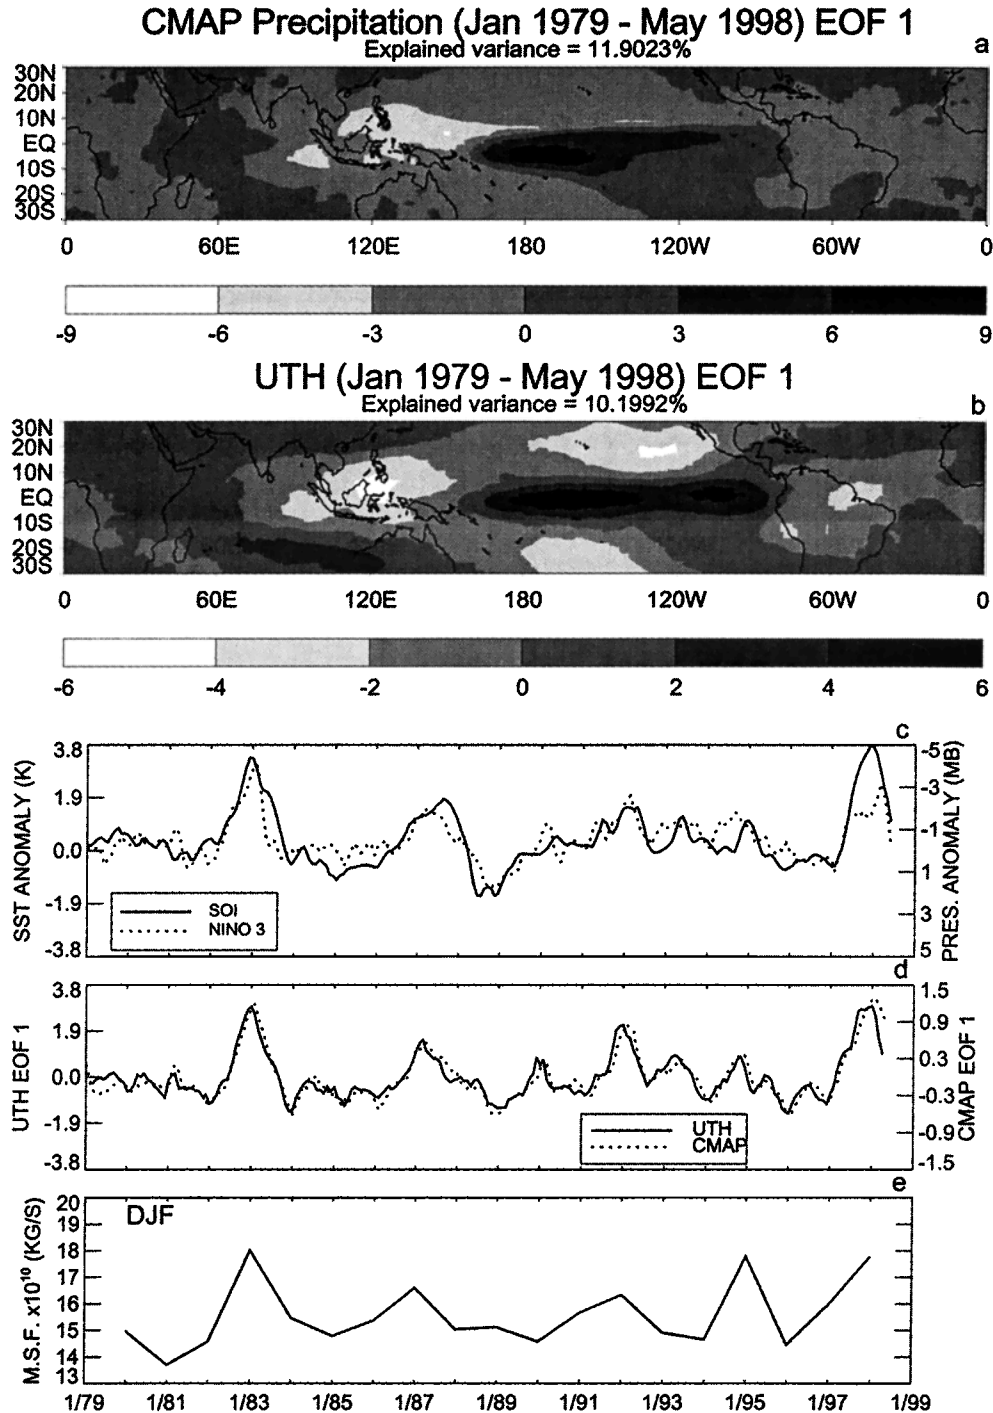 CMAP Precipitation (Jan 1979 - May 1998) EOF 1
Explained variance = 11.9023%
a
30N
20N
10N
EQ
10S
20S
30S
0 60E 120E 180 120W 60W 0
-9 -6 -3 0 3 6 9
UTH (Jan 1979 - May 1998) EOF 1
Explained variance = 10.1992%
b
30N
20N
10N
EQ
10S
20S
30S
0 60E 120E 180 120W 60W 0
-6 -4 -2 0 2 4 6
c
SST ANOMALY (K)
3.8
1.9
0.0
-1.9
-3.8
SOI
NINO 3
-5
-3
-1
1
3
5
PRES. ANOMALY (MB)
d
UTH EOF 1
3.8
1.9
0.0
-1.9
-3.8
UTH
CMAP
1.5
0.9
0.3
-0.3
-0.9
-1.5
CMAP EOF 1
e
DJF
M.S.F. x10¹⁰ (KG/S)
20
19
18
17
16
15
14
13
1/79 1/81 1/83 1/85 1/87 1/89 1/91 1/93 1/95 1/97 1/99